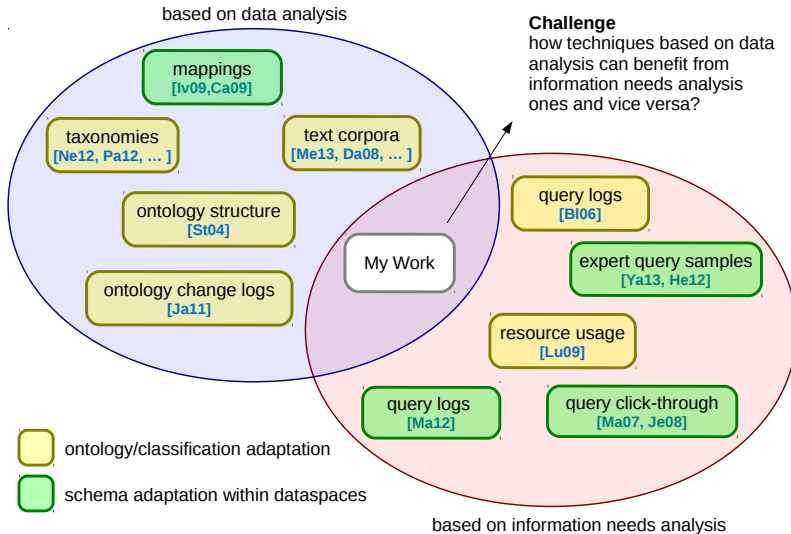 based on data analysis
Challenge
how techniques based on data
analysis can benefit from
information needs analysis
ones and vice versa?
mappings
[Iv09,Ca09]
taxonomies
[Ne12, Pa12, … ]
text corpora
[Me13, Da08, … ]
ontology structure
[St04]
ontology change logs
[Ja11]
My Work
query logs
[Bl06]
expert query samples
[Ya13, He12]
resource usage
[Lu09]
query logs
[Ma12]
query click-through
[Ma07, Je08]
ontology/classification adaptation
schema adaptation within dataspaces
based on information needs analysis